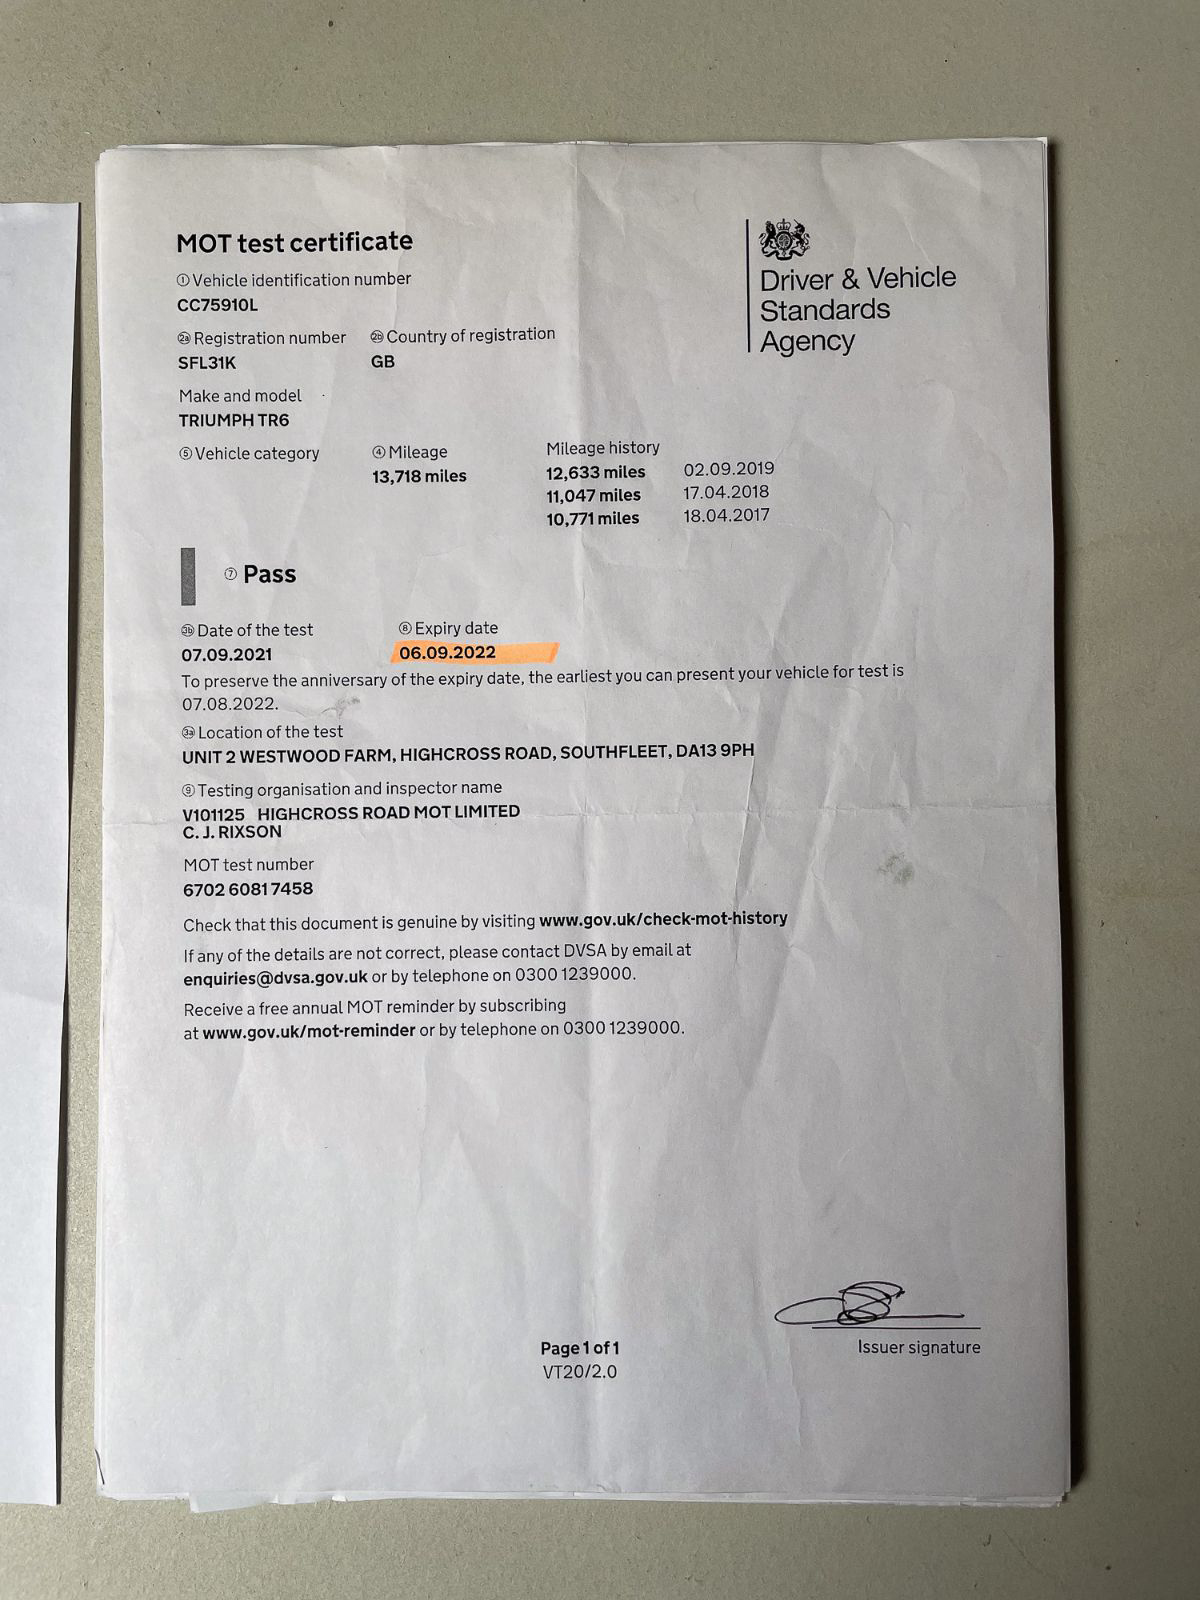 MOT test certificate
① Vehicle identification number
CC75910L
2a Registration number 2b Country of registration
SFL31K GB
Make and model
TRIUMPH TR6
⑤ Vehicle category ④ Mileage Mileage history
13,718 miles 12,633 miles 02.09.2019
11,047 miles 17.04.2018
10,771 miles 18.04.2017
Driver & Vehicle
Standards
Agency
⑦ Pass
3b Date of the test ⑧ Expiry date
07.09.2021 06.09.2022
To preserve the anniversary of the expiry date, the earliest you can present your vehicle for test is
07.08.2022.
3a Location of the test
UNIT 2 WESTWOOD FARM, HIGHCROSS ROAD, SOUTHFLEET, DA13 9PH
⑨ Testing organisation and inspector name
V101125 HIGHCROSS ROAD MOT LIMITED
C. J. RIXSON
MOT test number
6702 6081 7458
Check that this document is genuine by visiting www.gov.uk/check-mot-history
If any of the details are not correct, please contact DVSA by email at
enquiries@dvsa.gov.uk or by telephone on 0300 1239000.
Receive a free annual MOT reminder by subscribing
at www.gov.uk/mot-reminder or by telephone on 0300 1239000.
Issuer signature
Page 1 of 1
VT20/2.0